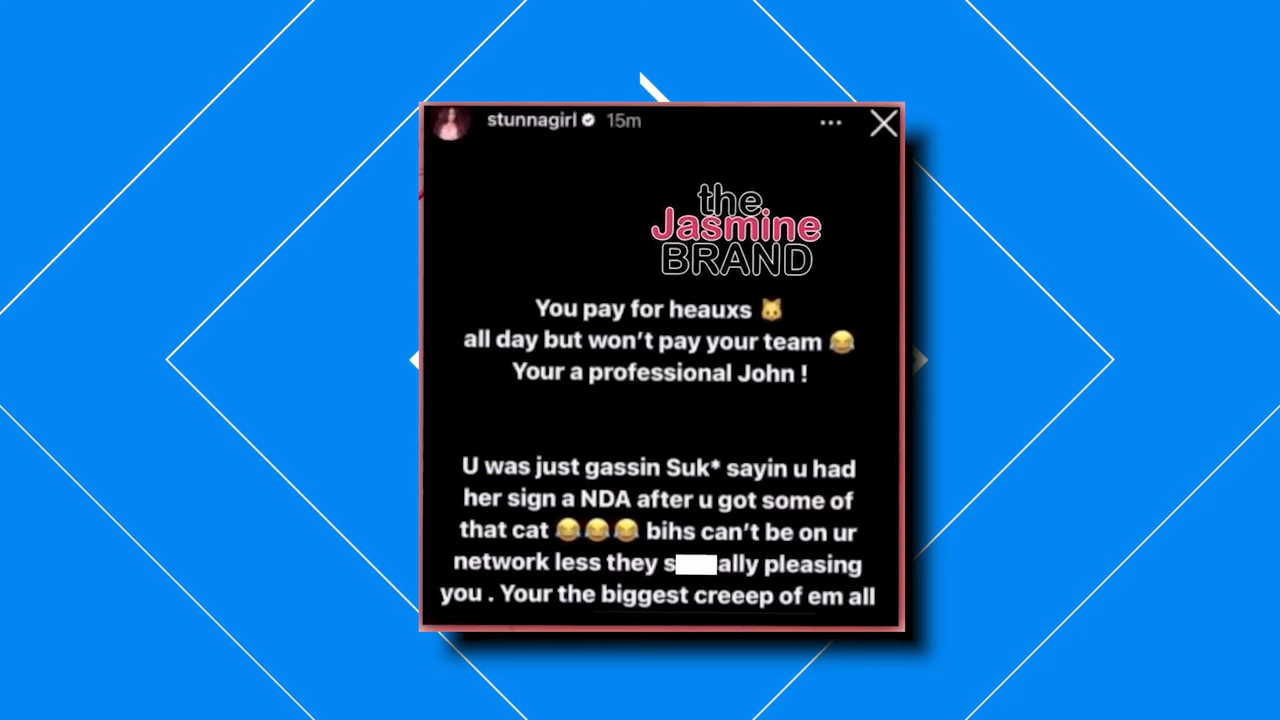 stunnagirl 15m
the
Jasmine
BRAND
You pay for heauxs 🐱
all day but won't pay your team 😂
Your a professional John !
U was just gassin Suk* sayin u had
her sign a NDA after u got some of
that cat 😂😂😂 bihs can't be on ur
network less they s ally pleasing
you . Your the biggest creeep of em all